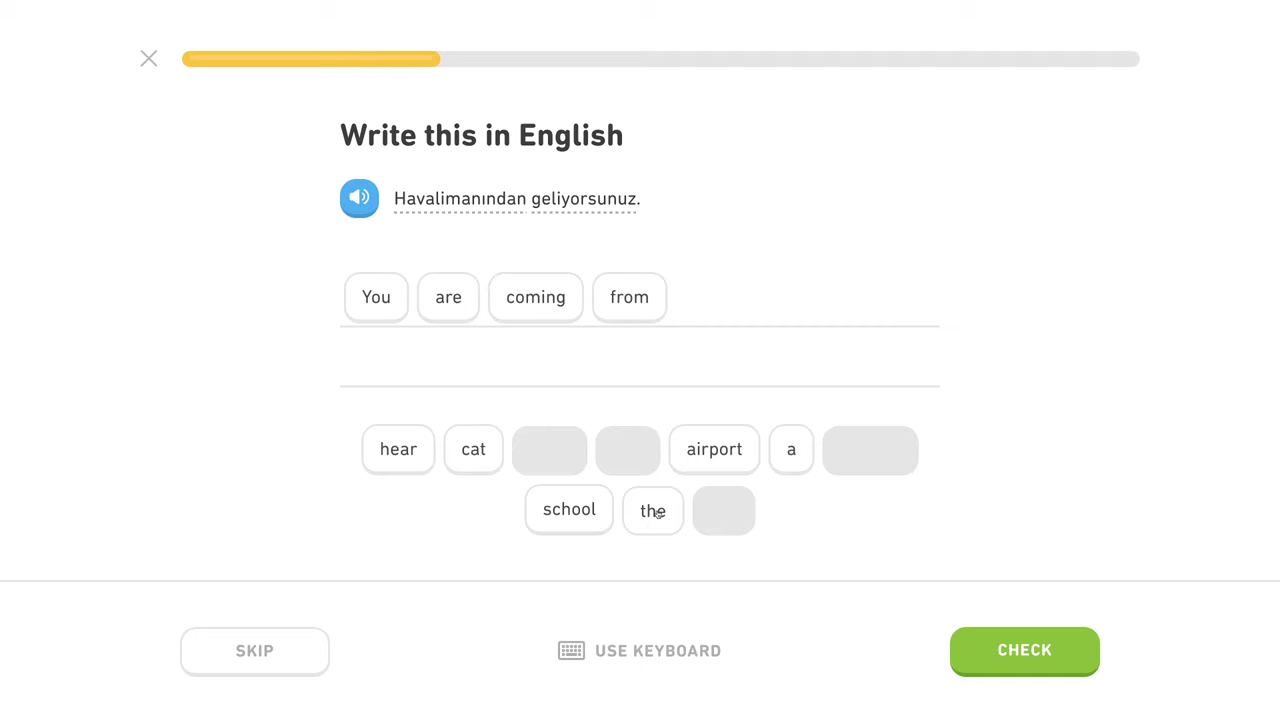 Write this in English
Havalimanından geliyorsunuz.
You are coming from
hear cat airport a
school the
SKIP USE KEYBOARD CHECK